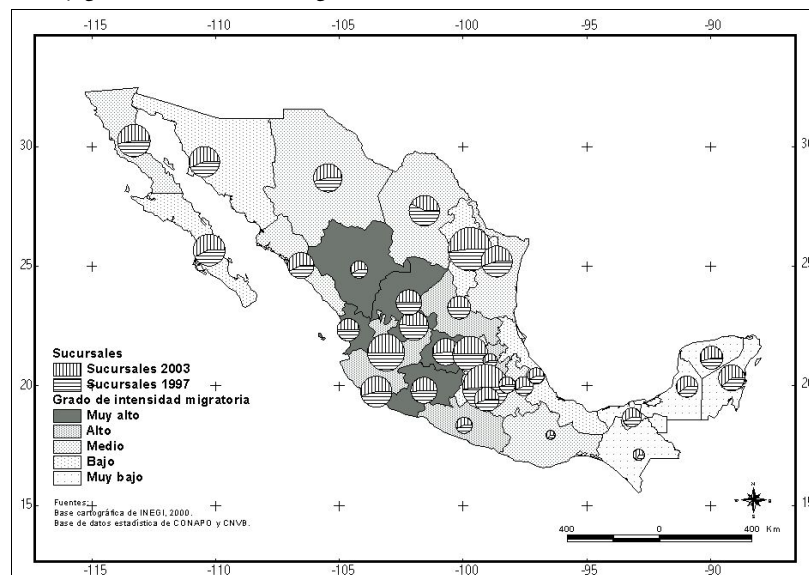 -115 -110 -105 -100 -95 -90
30 30
25 25
20 20
15 15
Sucursales
Sucursales 2003
Sucursales 1997
Grado de intensidad migratoria
Muy alto
Alto
Medio
Bajo
Muy bajo
Fuentes:
Base cartográfica de INEGI, 2000.
Base de datos estadística de CONAPO y CNVB.
400 0 400 Km
-115 -110 -105 -100 -95 -90